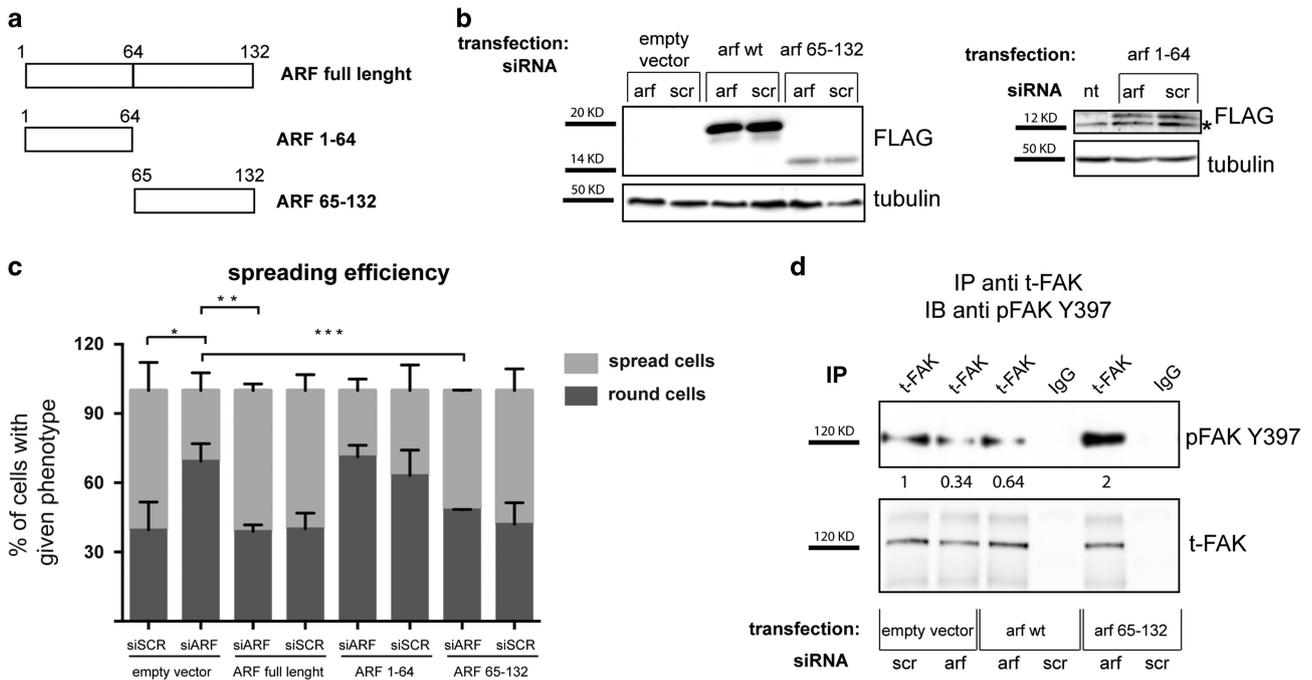 a
1 64 132
ARF full lenght
1 64
ARF 1-64
65 132
ARF 65-132
b
transfection: empty vector arf wt arf 65-132
siRNA
arf scr arf scr arf scr
20 KD
FLAG
14 KD
50 KD
tubulin
transfection: arf 1-64
siRNA nt arf scr
12 KD
FLAG
*
50 KD
tubulin
c
spreading efficiency
* *
*
* * *
120
90
60
30
% of cells with
given phenotype
spread cells
round cells
siSCR siARF siARF siSCR siARF siSCR siARF siSCR
empty vector ARF full lenght ARF 1-64 ARF 65-132
d
IP anti t-FAK
IB anti pFAK Y397
IP t-FAK t-FAK t-FAK IgG t-FAK IgG
120 KD
pFAK Y397
1 0.34 0.64 2
120 KD
t-FAK
transfection: empty vector arf wt arf 65-132
siRNA scr arf arf scr arf scr